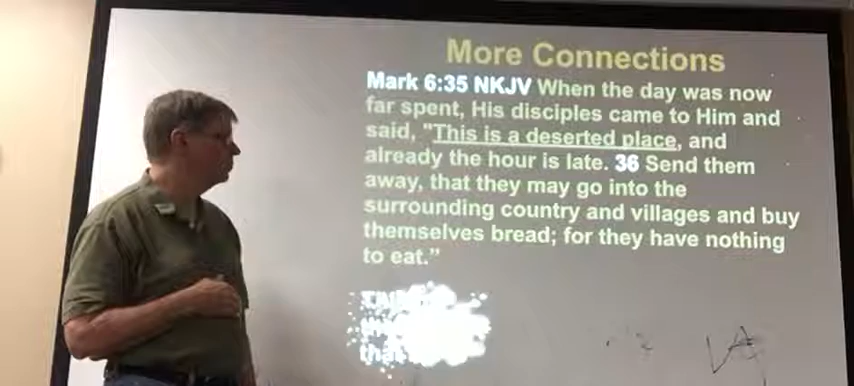 More Connections
Mark 6:35 NKJV When the day was now
far spent, His disciples came to Him and
said, "This is a deserted place, and
already the hour is late. 36 Send them
away, that they may go into the
surrounding country and villages and buy
themselves bread; for they have nothing
to eat.”